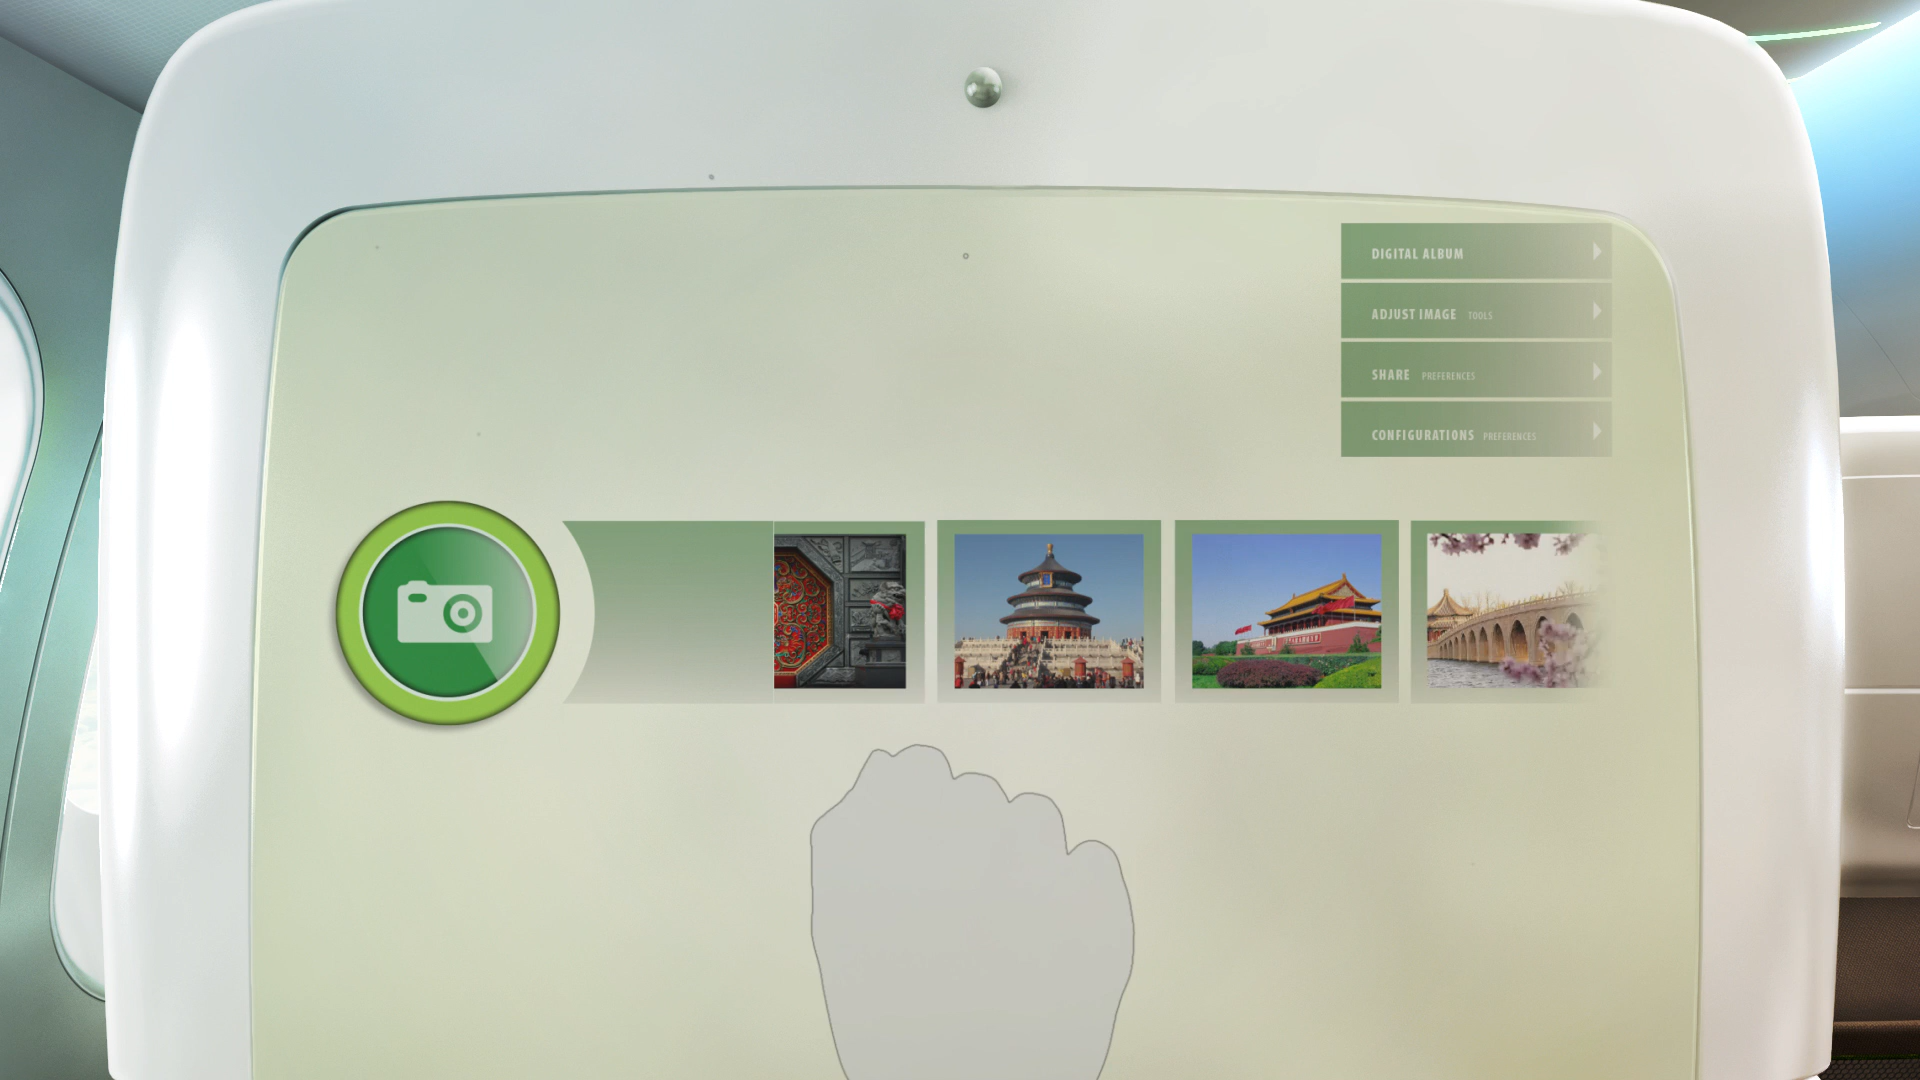 DIGITAL ALBUM
ADJUST IMAGE TOOLS
SHARE PREFERENCES
CONFIGURATIONS PREFERENCES